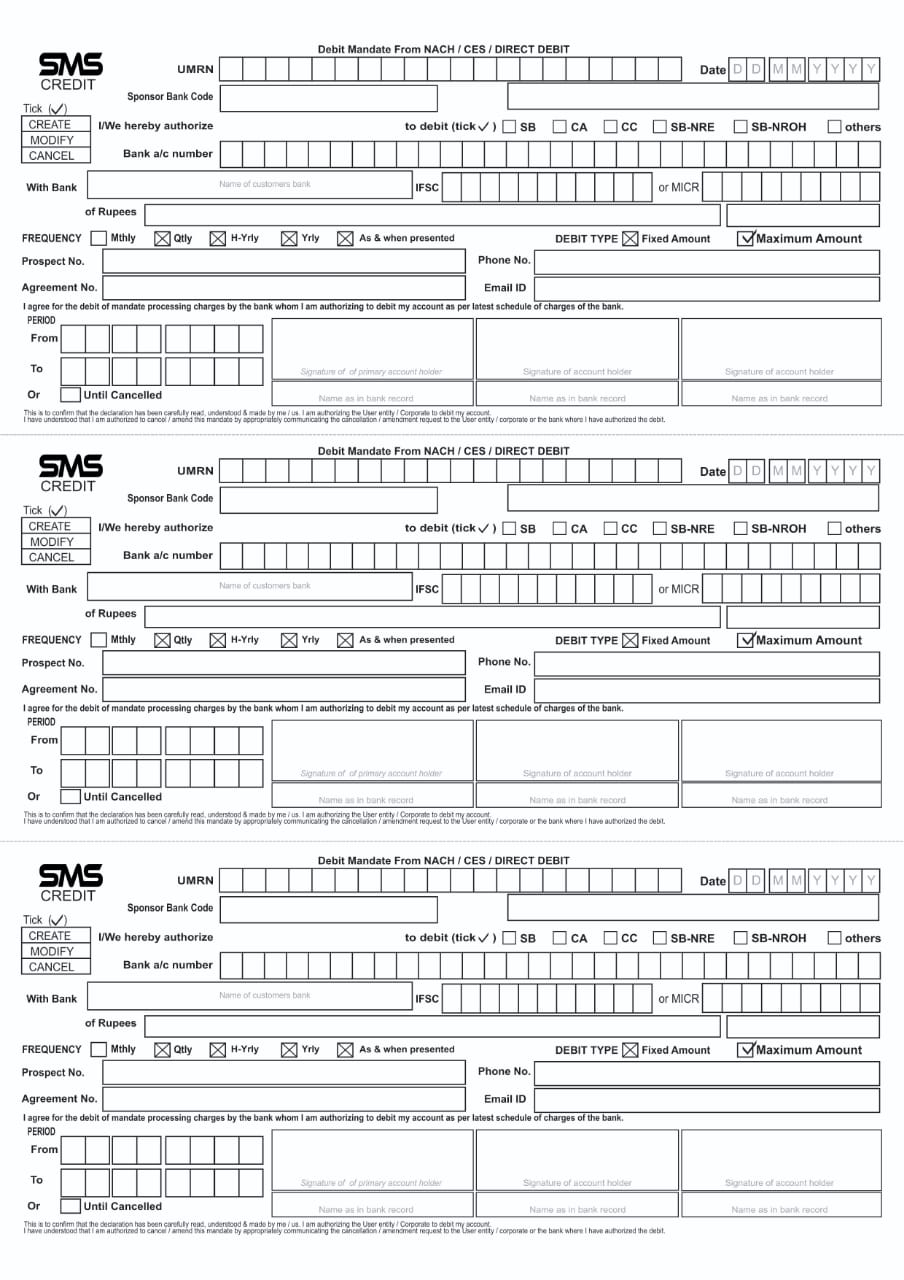 Debit Mandate From NACH / CES / DIRECT DEBIT
SMS
CREDIT
UMRN
Date D D M M Y Y Y Y
Sponsor Bank Code
Tick (✓)
CREATE
MODIFY
CANCEL
I/We hereby authorize to debit (tick ✓ ) SB CA CC SB-NRE SB-NROH others
Bank a/c number
With Bank Name of customers bank IFSC or MICR
of Rupees
FREQUENCY Mthly Qtly H-Yrly Yrly As & when presented DEBIT TYPE Fixed Amount Maximum Amount
Prospect No. Phone No.
Agreement No. Email ID
I agree for the debit of mandate processing charges by the bank whom I am authorizing to debit my account as per latest schedule of charges of the bank.
PERIOD
From
To Signature of of primary account holder Signature of account holder Signature of account holder
Or Until Cancelled Name as in bank record Name as in bank record Name as in bank record
This is to confirm that the declaration has been carefully read, understood & made by me / us. I am authorizing the User entity / Corporate to debit my account.
I have understood that I am authorized to cancel / amend this mandate by appropriately communicating the cancellation / amendment request to the User entity / corporate or the bank where I have authorized the debit.
Debit Mandate From NACH / CES / DIRECT DEBIT
SMS
CREDIT
UMRN
Date D D M M Y Y Y Y
Sponsor Bank Code
Tick (✓)
CREATE
MODIFY
CANCEL
I/We hereby authorize to debit (tick ✓ ) SB CA CC SB-NRE SB-NROH others
Bank a/c number
With Bank Name of customers bank IFSC or MICR
of Rupees
FREQUENCY Mthly Qtly H-Yrly Yrly As & when presented DEBIT TYPE Fixed Amount Maximum Amount
Prospect No. Phone No.
Agreement No. Email ID
I agree for the debit of mandate processing charges by the bank whom I am authorizing to debit my account as per latest schedule of charges of the bank.
PERIOD
From
To Signature of of primary account holder Signature of account holder Signature of account holder
Or Until Cancelled Name as in bank record Name as in bank record Name as in bank record
This is to confirm that the declaration has been carefully read, understood & made by me / us. I am authorizing the User entity / Corporate to debit my account.
I have understood that I am authorized to cancel / amend this mandate by appropriately communicating the cancellation / amendment request to the User entity / corporate or the bank where I have authorized the debit.
Debit Mandate From NACH / CES / DIRECT DEBIT
SMS
CREDIT
UMRN
Date D D M M Y Y Y Y
Sponsor Bank Code
Tick (✓)
CREATE
MODIFY
CANCEL
I/We hereby authorize to debit (tick ✓ ) SB CA CC SB-NRE SB-NROH others
Bank a/c number
With Bank Name of customers bank IFSC or MICR
of Rupees
FREQUENCY Mthly Qtly H-Yrly Yrly As & when presented DEBIT TYPE Fixed Amount Maximum Amount
Prospect No. Phone No.
Agreement No. Email ID
I agree for the debit of mandate processing charges by the bank whom I am authorizing to debit my account as per latest schedule of charges of the bank.
PERIOD
From
To Signature of of primary account holder Signature of account holder Signature of account holder
Or Until Cancelled Name as in bank record Name as in bank record Name as in bank record
This is to confirm that the declaration has been carefully read, understood & made by me / us. I am authorizing the User entity / Corporate to debit my account.
I have understood that I am authorized to cancel / amend this mandate by appropriately communicating the cancellation / amendment request to the User entity / corporate or the bank where I have authorized the debit.